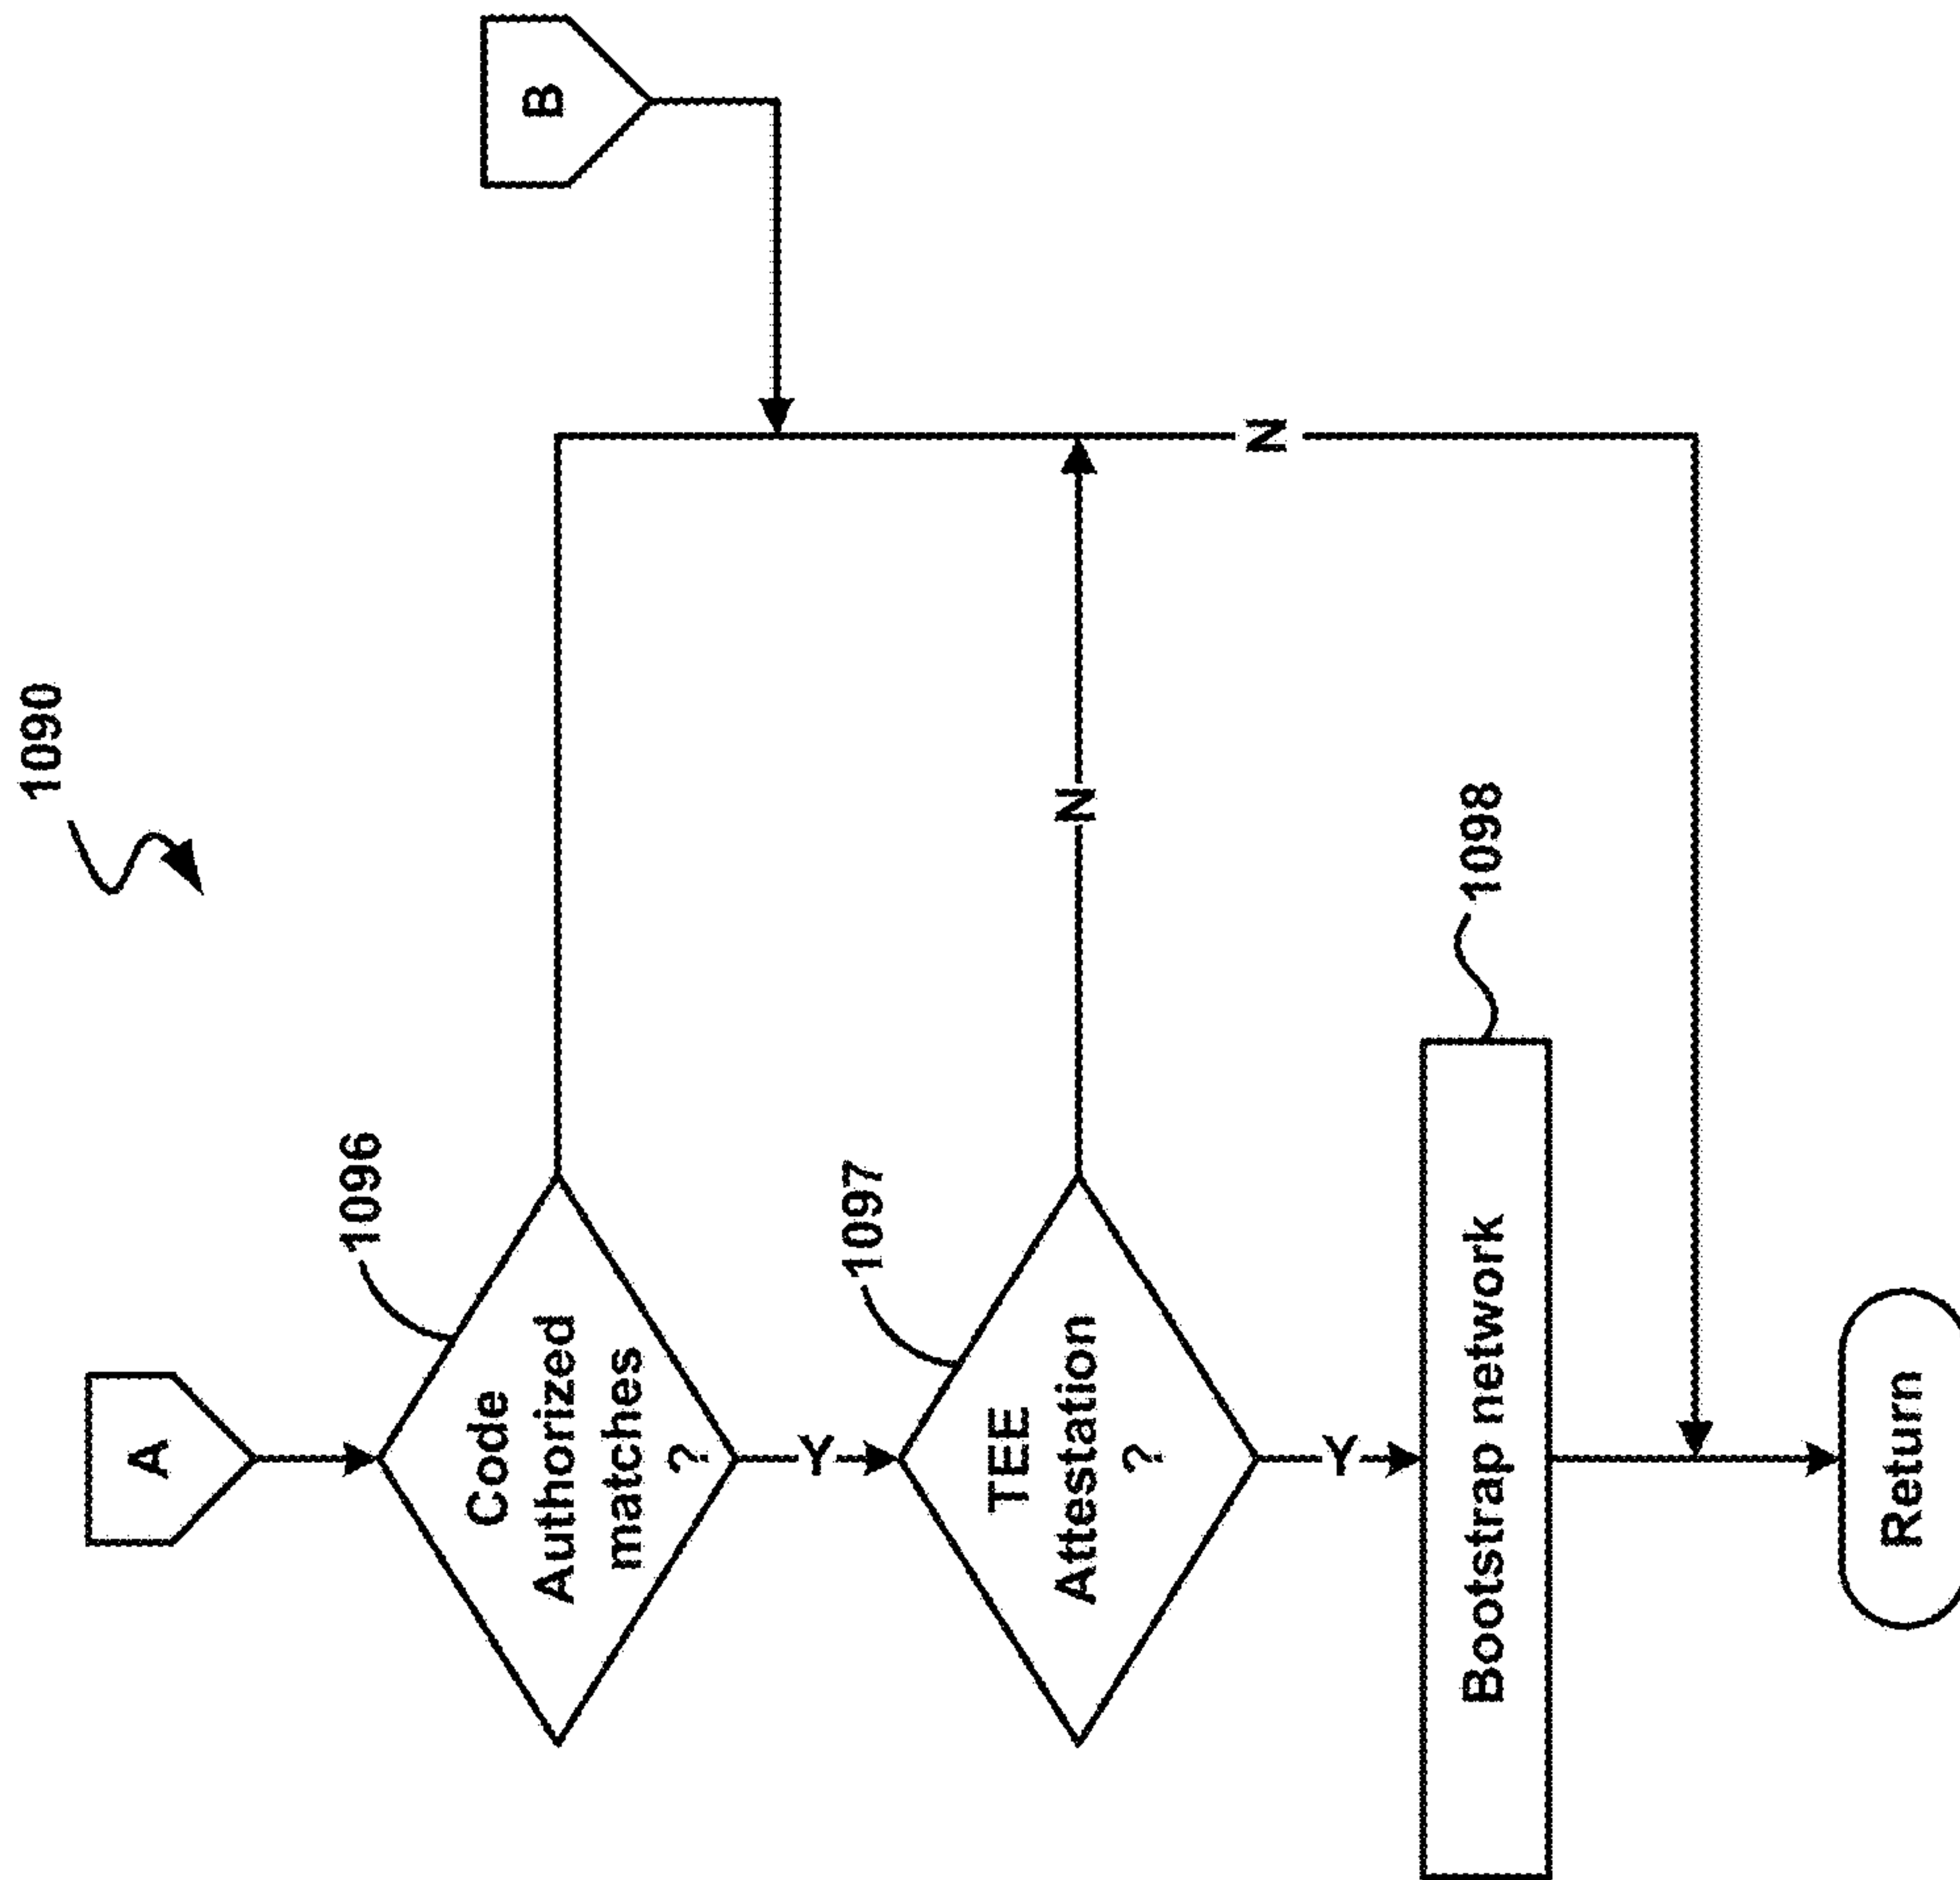 1090
A
B
1096
Code
Authorized
matches
?
Y
1097
TEE
Attestation
?
N
N
Y
1098
Bootstrap network
Return